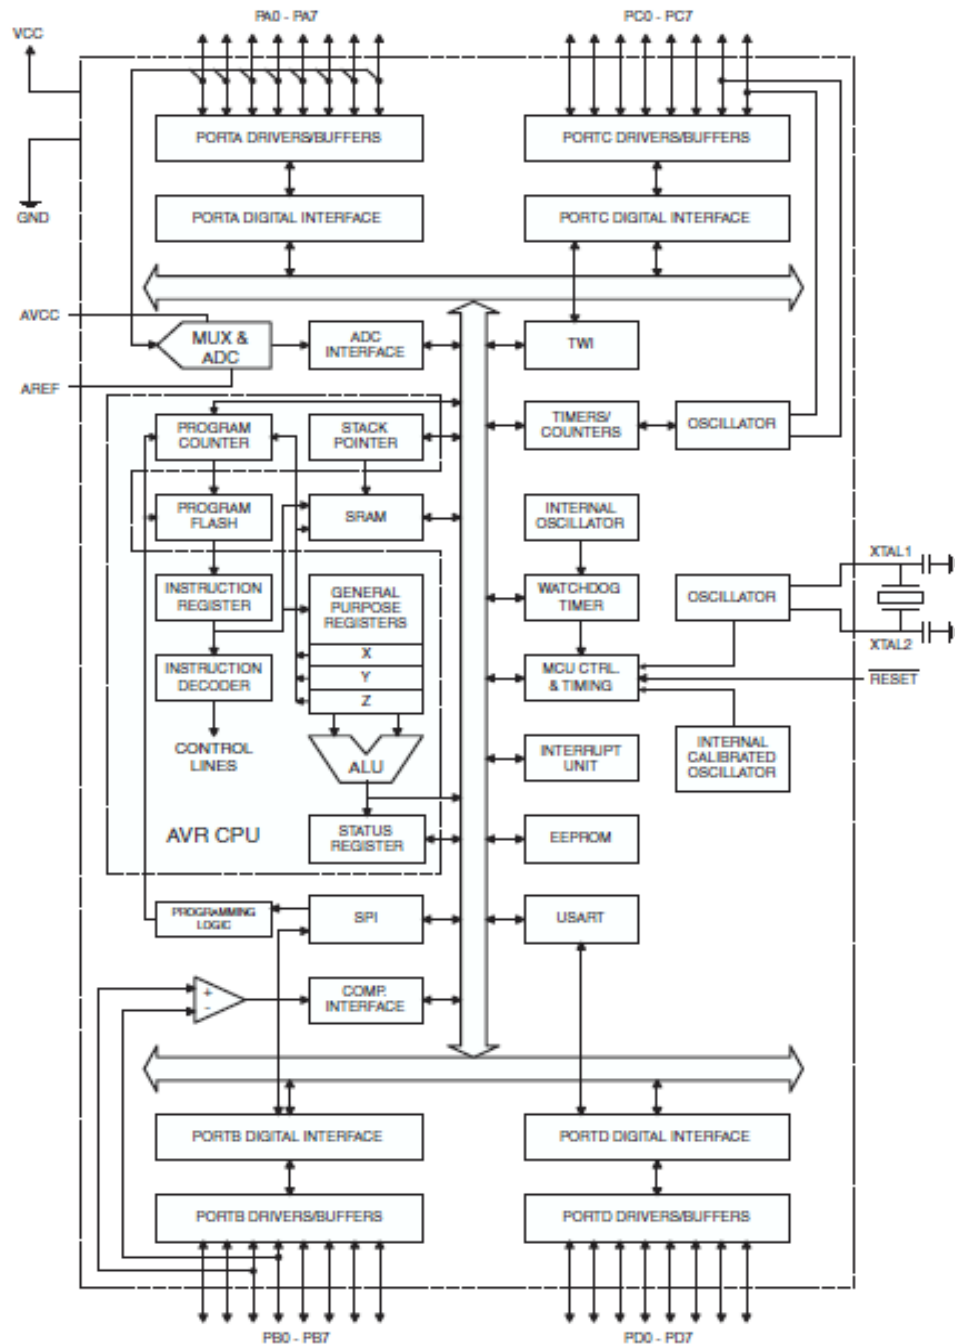 PA0 - PA7
PC0 - PC7
VCC
PORTA DRIVERS/BUFFERS
PORTC DRIVERS/BUFFERS
GND
PORTA DIGITAL INTERFACE
PORTC DIGITAL INTERFACE
AVCC
MUX &
ADC
ADC
INTERFACE
TWI
AREF
PROGRAM
COUNTER
STACK
POINTER
TIMERS/
COUNTERS
OSCILLATOR
PROGRAM
FLASH
SRAM
INTERNAL
OSCILLATOR
XTAL1
INSTRUCTION
REGISTER
GENERAL
PURPOSE
REGISTERS
WATCHDOG
TIMER
OSCILLATOR
XTAL2
X
INSTRUCTION
DECODER
Y
Z
MCU CTRL.
& TIMING
RESET
CONTROL
LINES
ALU
INTERRUPT
UNIT
INTERNAL
CALIBRATED
OSCILLATOR
AVR CPU
STATUS
REGISTER
EEPROM
PROGRAMMING
LOGIC
SPI
USART
+
-
COMP.
INTERFACE
PORTB DIGITAL INTERFACE
PORTD DIGITAL INTERFACE
PORTB DRIVERS/BUFFERS
PORTD DRIVERS/BUFFERS
PB0 - PB7
PD0 - PD7